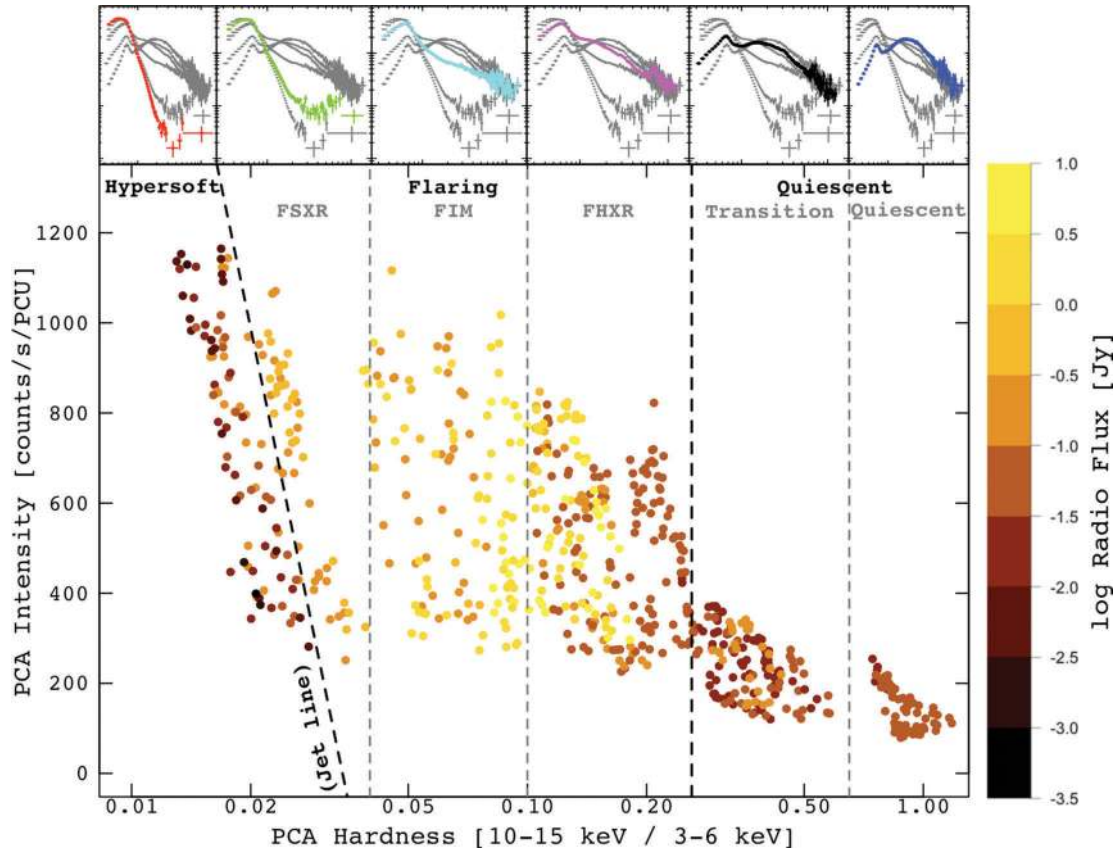 Hypersoft
Flaring
Quiescent
FSXR
FIM
FHXR
Transition
Quiescent
PCA Intensity [counts/s/PCU]
1200
1000
800
600
400
200
0
(Jet line)
0.01
0.02
0.05
0.10
0.20
0.50
1.00
PCA Hardness [10-15 keV / 3-6 keV]
1.0
0.5
0.0
-0.5
-1.0
-1.5
-2.0
-2.5
-3.0
-3.5
log Radio Flux [Jy]